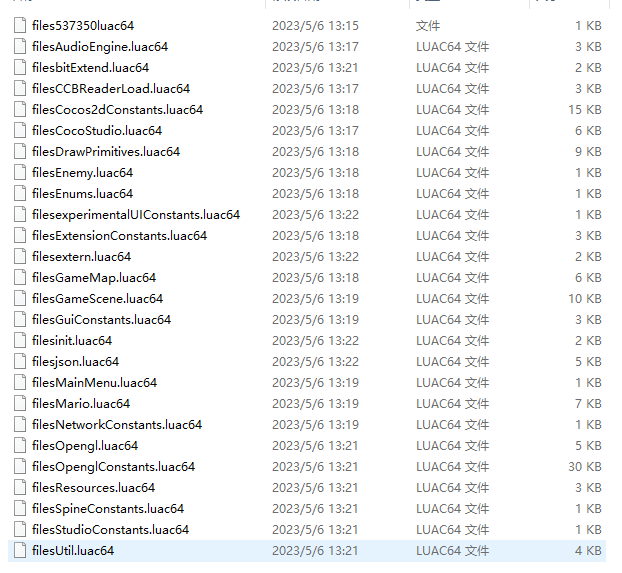 files537350luac64 2023/5/6 13:15 文件 1 KB
filesAudioEngine.luac64 2023/5/6 13:17 LUAC64 文件 3 KB
filesbitExtend.luac64 2023/5/6 13:21 LUAC64 文件 2 KB
filesCCBReaderLoad.luac64 2023/5/6 13:17 LUAC64 文件 3 KB
filesCocos2dConstants.luac64 2023/5/6 13:18 LUAC64 文件 15 KB
filesCocoStudio.luac64 2023/5/6 13:17 LUAC64 文件 6 KB
filesDrawPrimitives.luac64 2023/5/6 13:18 LUAC64 文件 9 KB
filesEnemy.luac64 2023/5/6 13:18 LUAC64 文件 1 KB
filesEnums.luac64 2023/5/6 13:18 LUAC64 文件 1 KB
filesexperimentalUIConstants.luac64 2023/5/6 13:22 LUAC64 文件 1 KB
filesExtensionConstants.luac64 2023/5/6 13:18 LUAC64 文件 3 KB
filesextern.luac64 2023/5/6 13:22 LUAC64 文件 2 KB
filesGameMap.luac64 2023/5/6 13:18 LUAC64 文件 6 KB
filesGameScene.luac64 2023/5/6 13:19 LUAC64 文件 10 KB
filesGuiConstants.luac64 2023/5/6 13:19 LUAC64 文件 3 KB
filesinit.luac64 2023/5/6 13:22 LUAC64 文件 2 KB
filesjson.luac64 2023/5/6 13:22 LUAC64 文件 5 KB
filesMainMenu.luac64 2023/5/6 13:19 LUAC64 文件 1 KB
filesMario.luac64 2023/5/6 13:19 LUAC64 文件 7 KB
filesNetworkConstants.luac64 2023/5/6 13:19 LUAC64 文件 1 KB
filesOpengl.luac64 2023/5/6 13:21 LUAC64 文件 5 KB
filesOpenglConstants.luac64 2023/5/6 13:21 LUAC64 文件 30 KB
filesResources.luac64 2023/5/6 13:21 LUAC64 文件 3 KB
filesSpineConstants.luac64 2023/5/6 13:21 LUAC64 文件 1 KB
filesStudioConstants.luac64 2023/5/6 13:21 LUAC64 文件 1 KB
filesUtil.luac64 2023/5/6 13:21 LUAC64 文件 4 KB